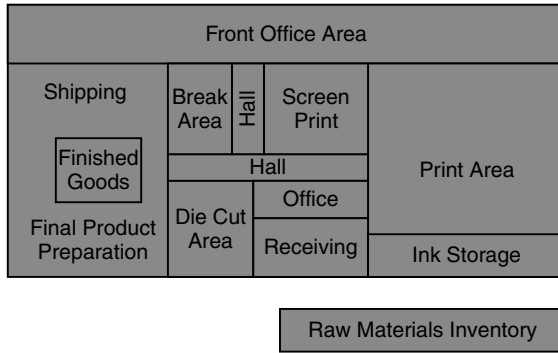 Front Office Area
Shipping
Break
Area
Hall
Screen
Print
Finished
Goods
Hall
Print Area
Final Product
Preparation
Die Cut
Area
Office
Receiving
Ink Storage
Raw Materials Inventory